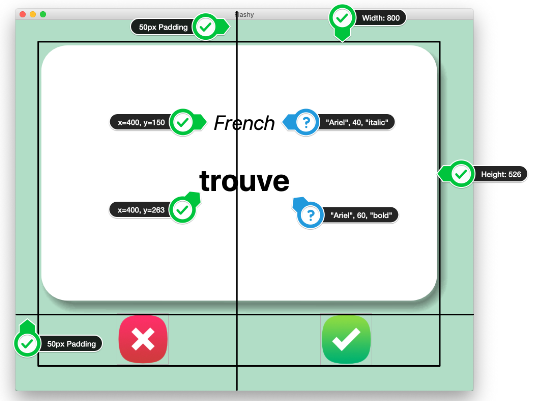 flashy
50px Padding
Width: 800
x=400, y=150
French
"Ariel", 40, "italic"
trouve
Height: 526
x=400, y=263
"Ariel", 60, "bold"
50px Padding